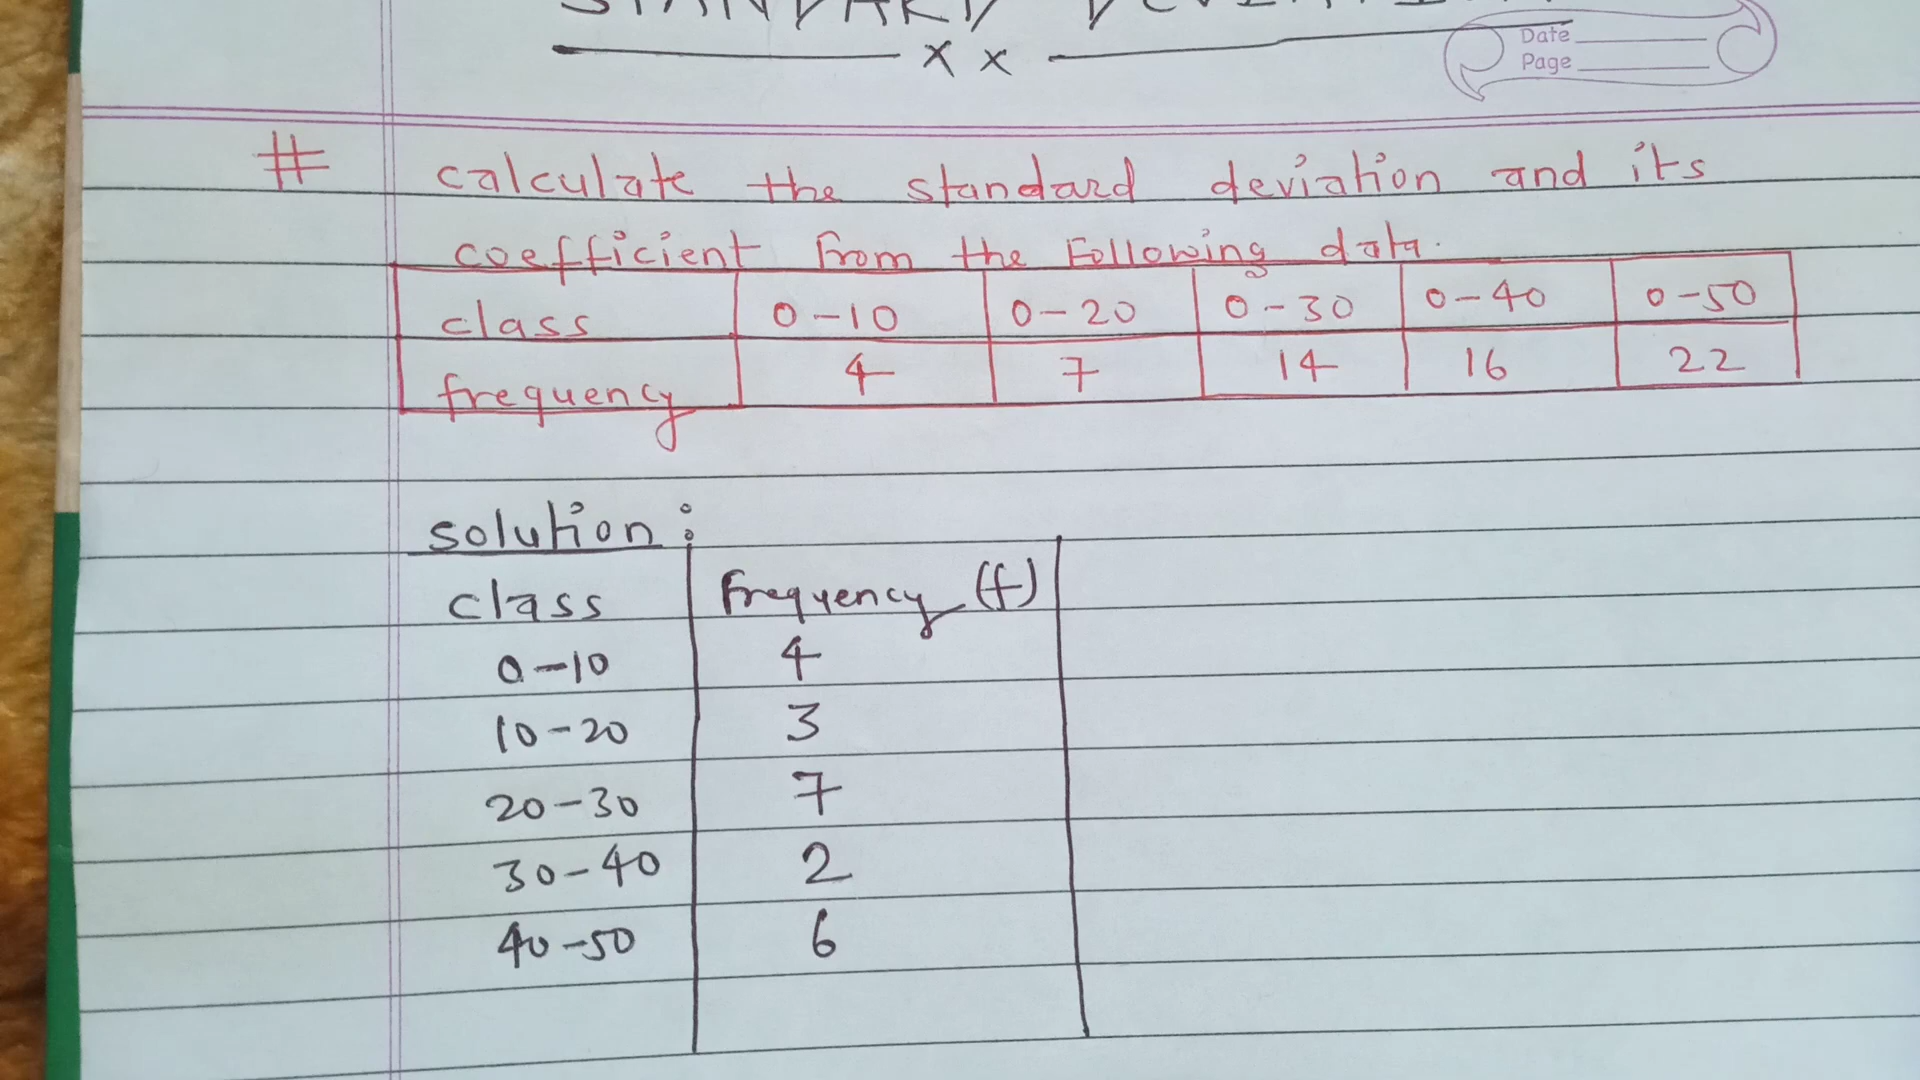 STANDARD DEVIATION
x x
Date
Page
# calculate the standard deviation and its
coefficient from the following data.
class 0-10 0-20 0-30 0-40 0-50
frequency 4 7 14 16 22
solution:
class Frequency (f)
0-10 4
10-20 3
20-30 7
30-40 2
40-50 6